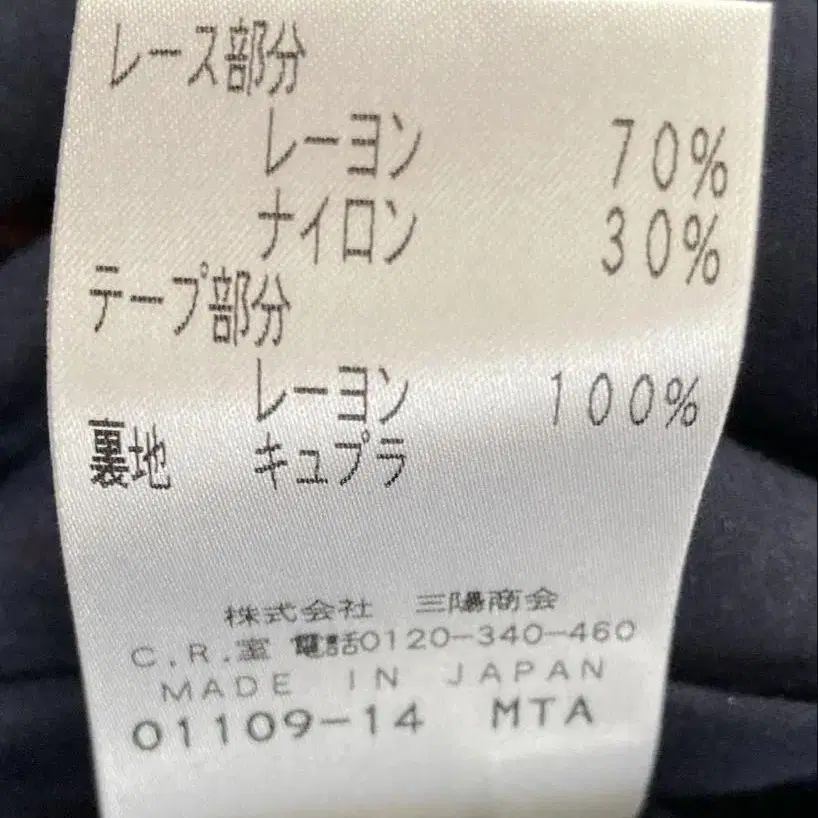 レース部分
レーヨン 70%
ナイロン 30%
テープ部分
レーヨン 100%
裏地 キュプラ
株式会社 三陽商会
C.R.室 電話0120-340-460
MADE IN JAPAN
01109-14 MTA